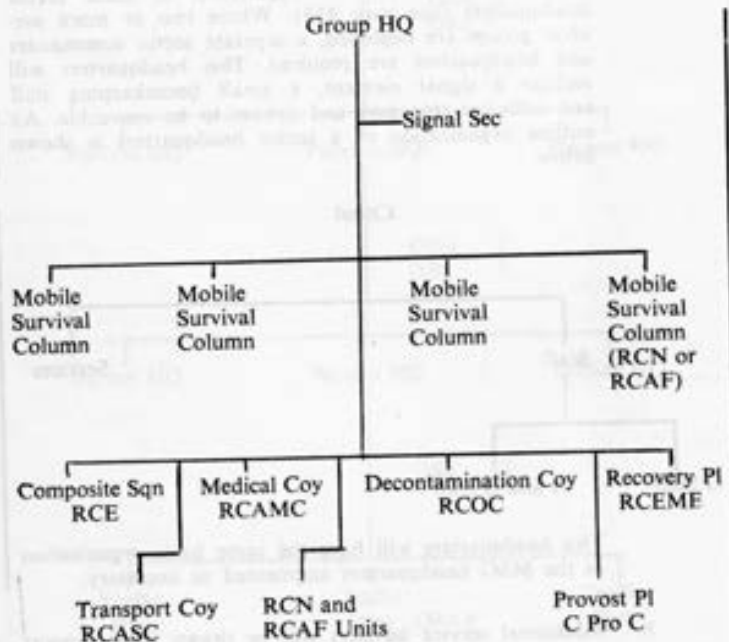 Group HQ
Signal Sec
Mobile
Survival
Column
Mobile
Survival
Column
Mobile
Survival
Column
Mobile
Survival
Column
(RCN or
RCAF)
Composite Sqn
RCE
Medical Coy
RCAMC
Decontamination Coy
RCOC
Recovery Pl
RCEME
Transport Coy
RCASC
RCN and
RCAF Units
Provost Pl
C Pro C